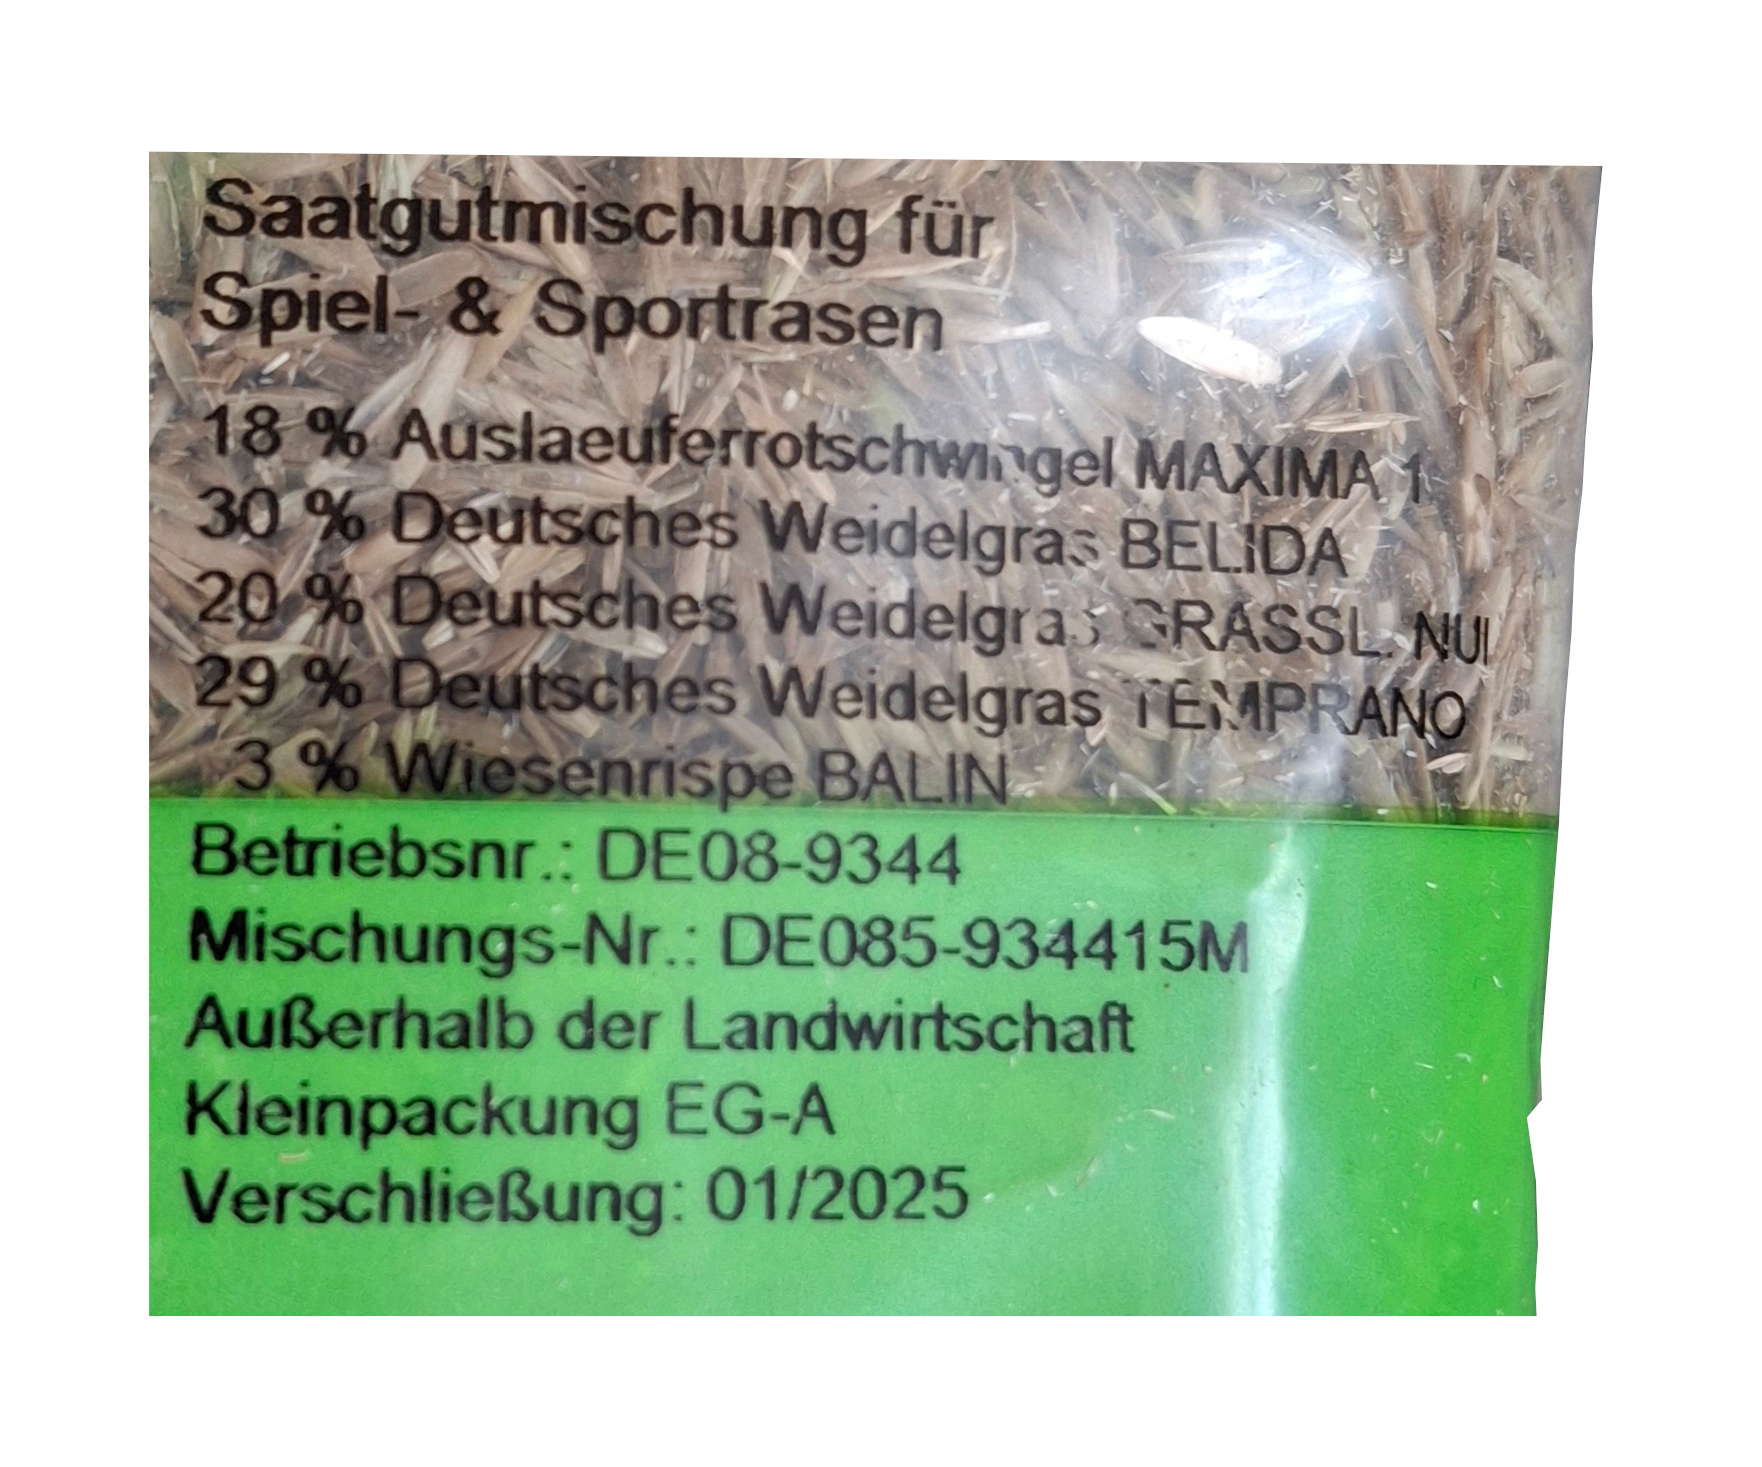 Saatgutmischung für
Spiel- & Sportrasen
18 % Auslaeuferrotschwingel MAXIMA 1
30 % Deutsches Weidelgras BELIDA
20 % Deutsches Weidelgras GRASSL. NUI
29 % Deutsches Weidelgras TEMPRANO
3 % Wiesenrispe BALIN
Betriebsnr.: DE08-9344
Mischungs-Nr.: DE085-934415M
Außerhalb der Landwirtschaft
Kleinpackung EG-A
Verschließung: 01/2025